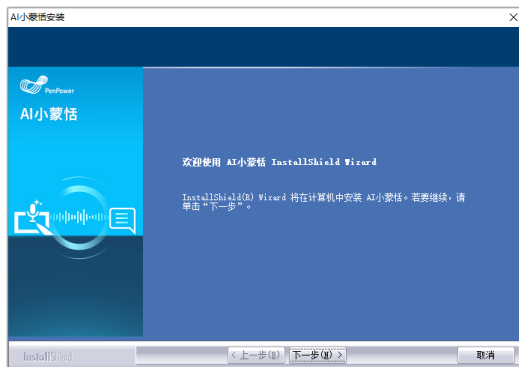 AI小蒙恬安装
PenPower
AI小蒙恬
欢迎使用 AI小蒙恬 InstallShield Wizard
InstallShield(R) Wizard 将在计算机中安装 AI小蒙恬。若要继续，请
单击“下一步”。
InstallShield
< 上一步(B)
下一步(N) >
取消